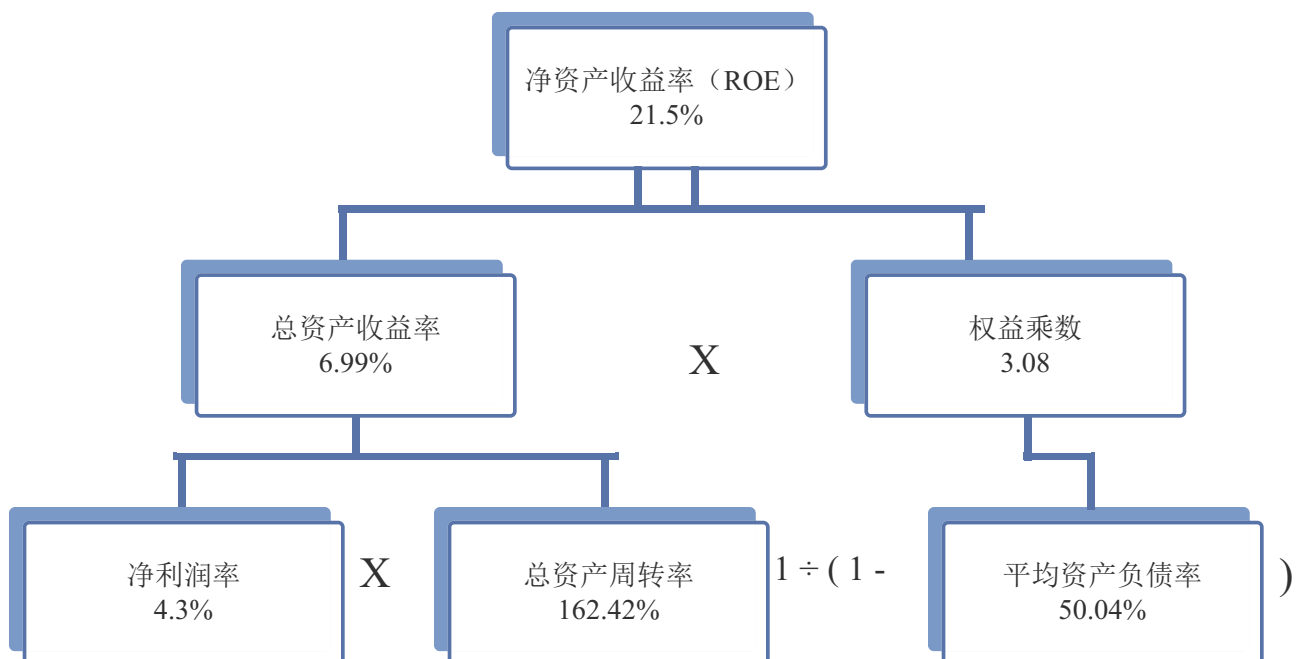 净资产收益率（ROE）
21.5%
总资产收益率
6.99%
X
权益乘数
3.08
净利润率
4.3%
X
总资产周转率
162.42%
1 ÷ ( 1 -
平均资产负债率
50.04%
)